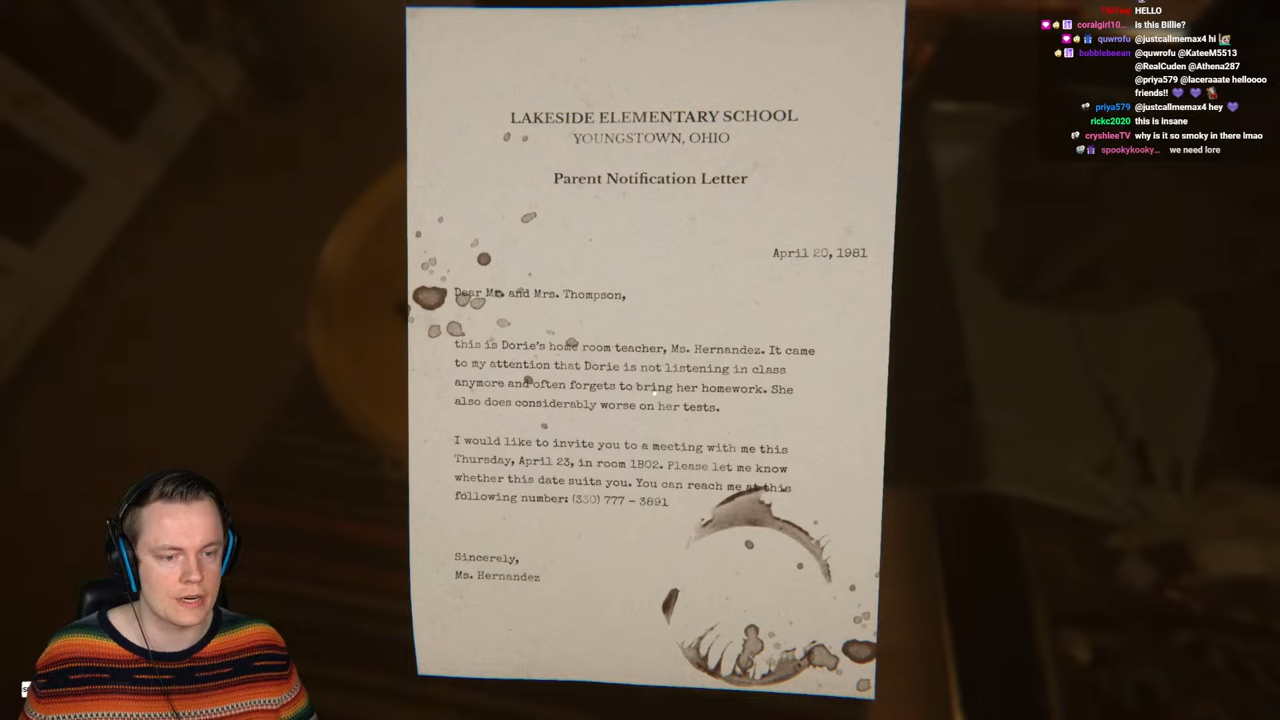 LAKESIDE ELEMENTARY SCHOOL
YOUNGSTOWN, OHIO
Parent Notification Letter
April 20, 1981
Dear Mr. and Mrs. Thompson,
this is Dorie's home room teacher, Ms. Hernandez. It came
to my attention that Dorie is not listening in class
anymore and often forgets to bring her homework. She
also does considerably worse on her tests.
I would like to invite you to a meeting with me this
Thursday, April 23, in room 1B02. Please let me know
whether this date suits you. You can reach me at this
following number: (330) 777 - 3891
Sincerely,
Ms. Hernandez
HELLO
coralgirl10... is this Billie?
quwrofu @justcallmemax4 hi
bubblebeean @quwrofu @KateeM5513
@RealCuden @Athena287
@priya579 @laceraaate helloooo
friends!!
priya579 @justcallmemax4 hey
rickc2020 this is insane
cryshleeTV why is it so smoky in there lmao
spookykooky... we need lore